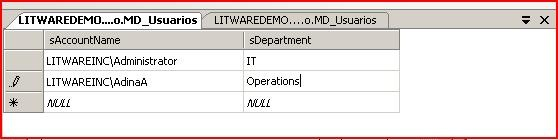 LITWAREDEMO....o.MD_Usuarios LITWAREDEMO....o.MD_Usuarios
sAccountName sDepartment
LITWAREINC\Administrator IT
LITWAREINC\AdinaA Operations
NULL NULL